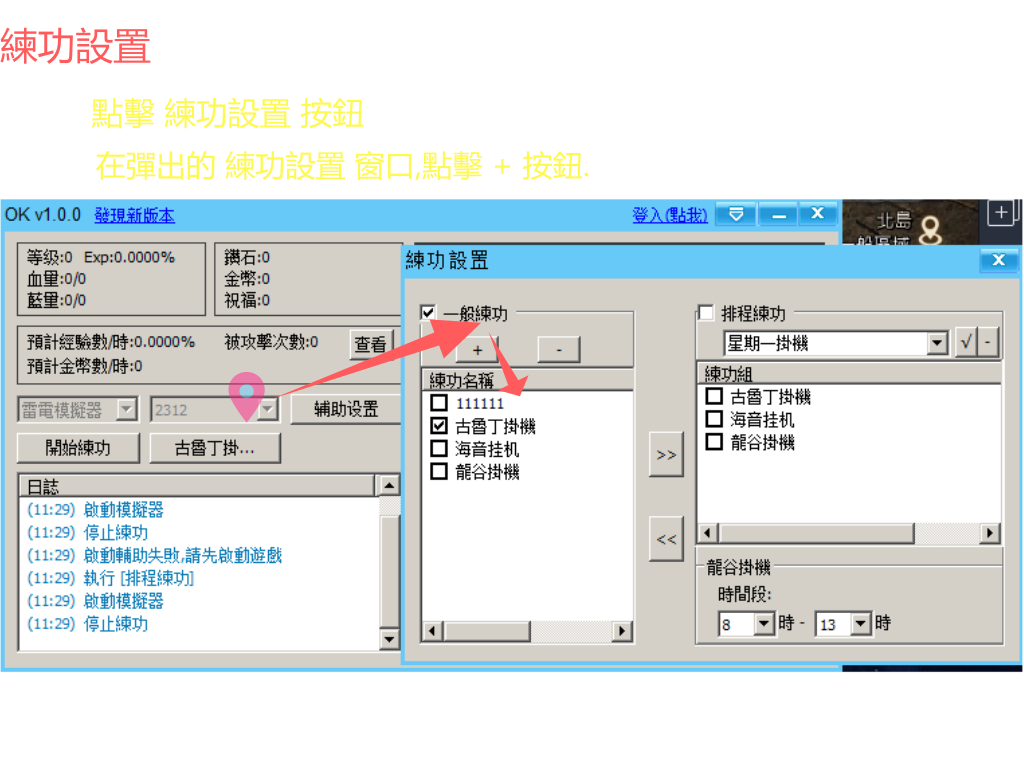 練功設置
點擊 練功設置 按鈕
在彈出的 練功設置 窗口,點擊 + 按鈕.
OK v1.0.0 發現新版本 登入(點我)
北島
一般區域
等级:0 Exp:0.0000%
血量:0/0
藍量:0/0
鑽石:0
金幣:0
祝福:0
預計經驗數/時:0.0000% 被攻擊次數:0 查看
預計金幣數/時:0
雷電模擬器 2312 辅助设置
開始練功 古魯丁掛...
日誌
(11:29) 啟動模擬器
(11:29) 停止練功
(11:29) 啟動輔助失敗,請先啟動遊戲
(11:29) 執行 [排程練功]
(11:29) 啟動模擬器
(11:29) 停止練功
練功設置
一般練功
+ -
練功名稱
111111
古魯丁掛機
海音挂机
龍谷掛機
>>
<<
排程練功
星期一掛機 √ -
練功組
古魯丁掛機
海音挂机
龍谷掛機
龍谷掛機
時間段:
8 時 - 13 時